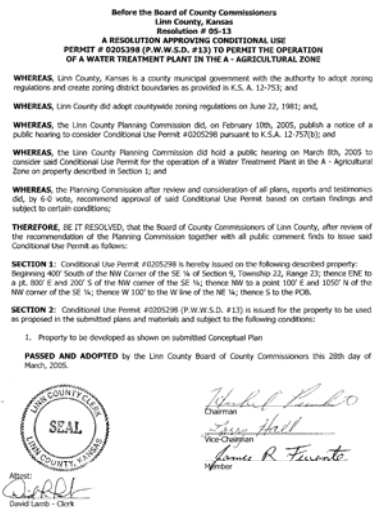 Before the Board of County Commissioners
Linn County, Kansas
Resolution # 05-13
A RESOLUTION APPROVING CONDITIONAL USE
PERMIT # 0205398 (P.W.W.S.D. #13) TO PERMIT THE OPERATION
OF A WATER TREATMENT PLANT IN THE A - AGRICULTURAL ZONE
WHEREAS, Linn County, Kansas is a county municipal government with the authority to adopt zoning
regulations and create zoning district boundaries as provided in K.S. A. 12-753; and
WHEREAS, Linn County did adopt countywide zoning regulations on June 22, 1981; and,
WHEREAS, the Linn County Planning Commission did, on February 10th, 2005, publish a notice of a
public hearing to consider Conditional Use Permit #0205298 pursuant to K.S.A. 12-757(b); and
WHEREAS, the Linn County Planning Commission did hold a public hearing on March 8th, 2005 to
consider said Conditional Use Permit for the operation of a Water Treatment Plant in the A - Agricultural
Zone on property described in Section 1; and
WHEREAS, the Planning Commission after review and consideration of all plans, reports and testimonies
did, by 6-0 vote, recommend approval of said Conditional Use Permit based on certain findings and
subject to certain conditions;
THEREFORE, BE IT RESOLVED, that the Board of Commissioners of Linn County, after review of
the recommendation of the Planning Commission together with all public comment finds to issue said
Conditional Use Permit as follows:
SECTION 1: Conditional Use Permit #0205298 is hereby issued on the following described property:
Beginning 400' South of the NW Corner of the SE ¼ of Section 9, Township 22, Range 23; thence ENE to
a pt. 800' E and 200' S of the NW corner of the SE ¼; thence NW to a point 100' E and 1050' N of the
NW corner of the SE ¼; thence W 100' to the W line of the NE ¼; thence S to the POB.
SECTION 2: Conditional Use Permit #0205298 (P.W.W.S.D. #13) is issued for the property to be used
as proposed in the submitted plans and materials and subject to the following conditions:
1. Property to be developed as shown on submitted Conceptual Plan
PASSED AND ADOPTED by the Linn County Board of County Commissioners this 28th day of
March, 2005.
LINN COUNTY CLERK
SEAL
LINN COUNTY, KANSAS
Chairman
Larry Hall
Vice-Chairman
James R Ferrante
Member
Attest:
David Lamb - Clerk